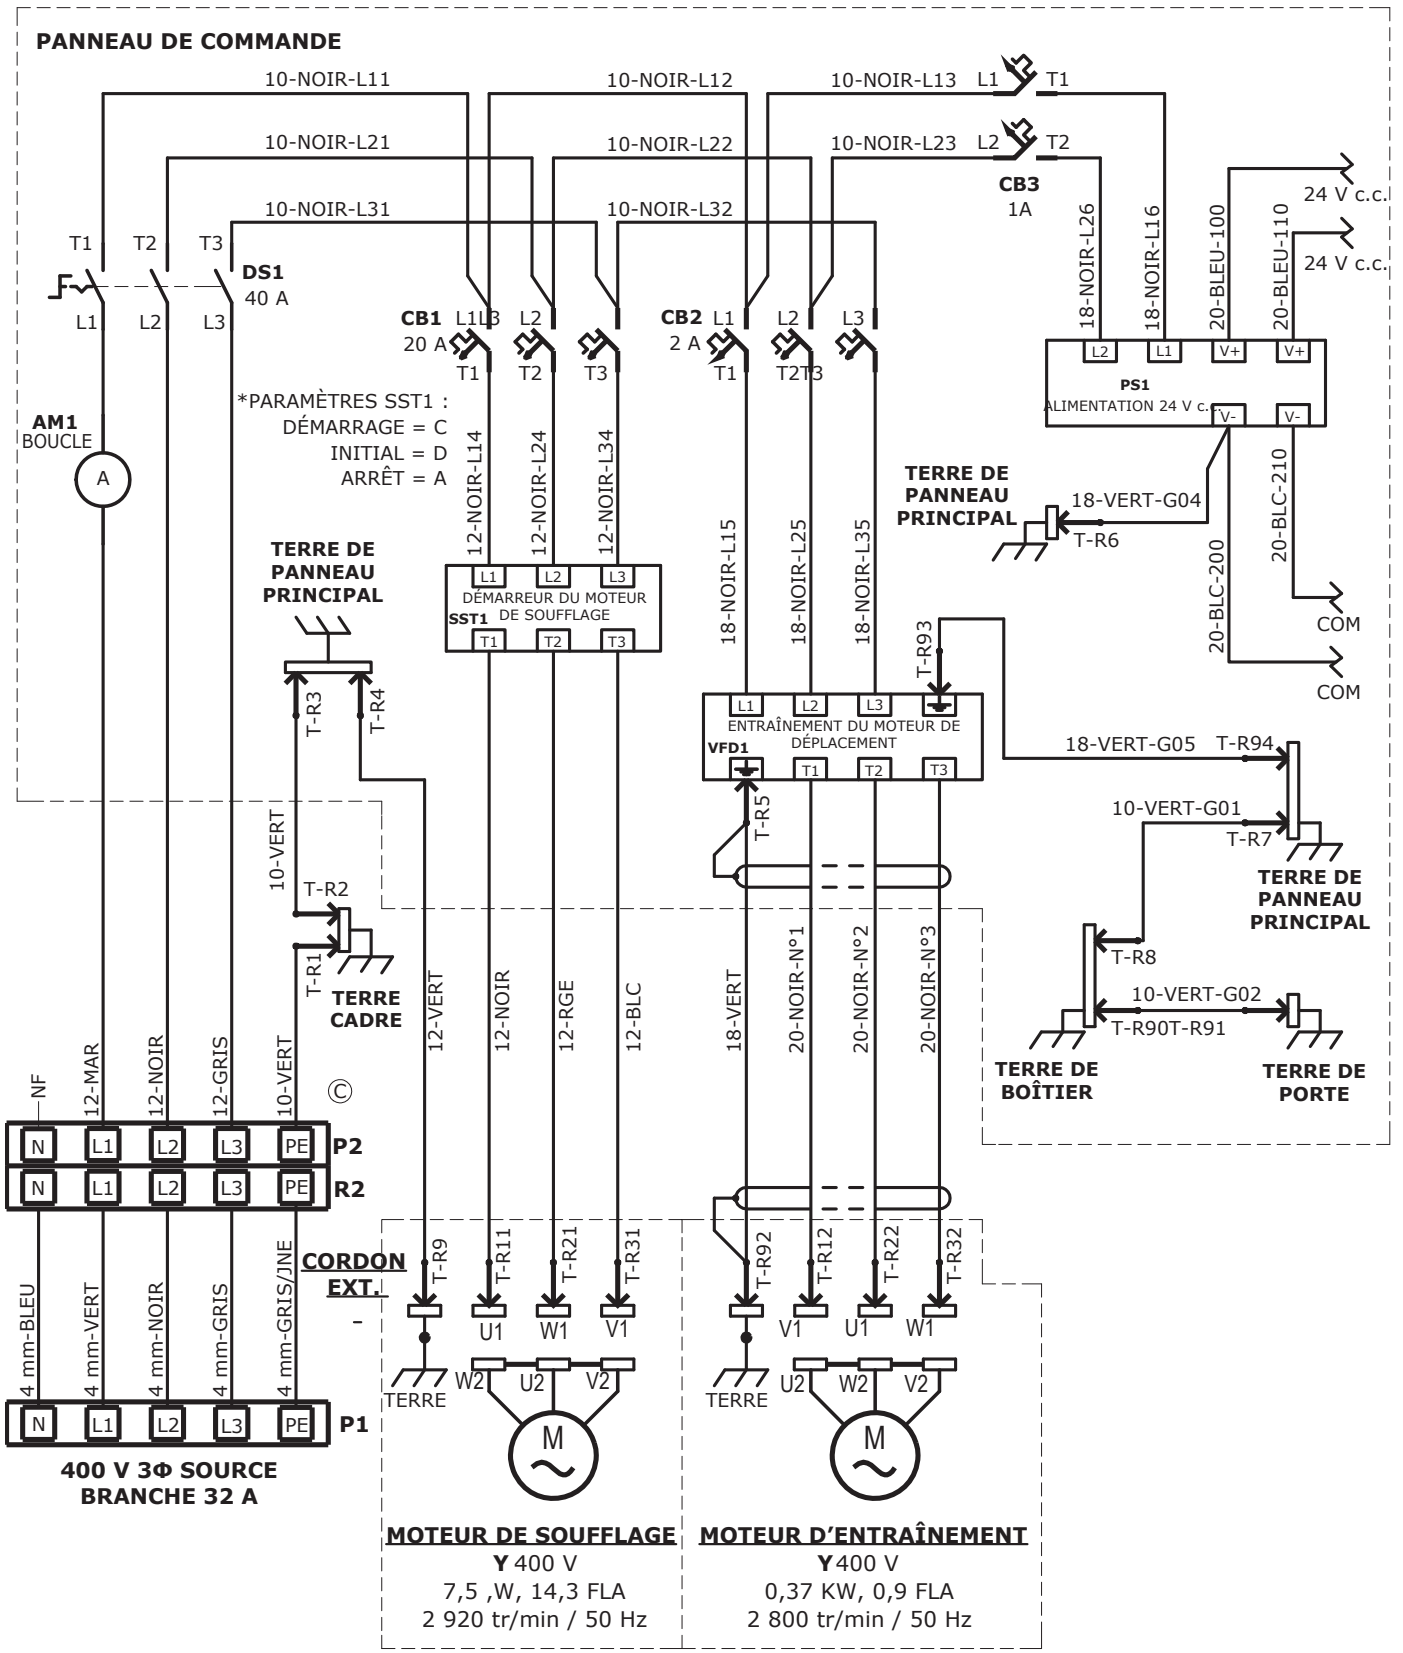 PANNEAU DE COMMANDE
10-NOIR-L11
10-NOIR-L12
10-NOIR-L13
L1
T1
10-NOIR-L21
10-NOIR-L22
10-NOIR-L23
L2
T2
CB3
1A
10-NOIR-L31
10-NOIR-L32
24 V c.c.
24 V c.c.
T1
T2
T3
DS1
40 A
L1
L2
L3
18-NOIR-L26
18-NOIR-L16
20-BLEU-100
20-BLEU-110
CB1
20 A
L1L3
L2
T1
T2
T3
CB2
2 A
L1
L2
L3
T1
T2T3
L2
L1
V+
V+
PS1
ALIMENTATION 24 V c.c.
V-
V-
*PARAMÈTRES SST1 :
DÉMARRAGE = C
INITIAL = D
ARRÊT = A
AM1
BOUCLE
A
12-NOIR-L14
12-NOIR-L24
12-NOIR-L34
18-NOIR-L15
18-NOIR-L25
18-NOIR-L35
TERRE DE
PANNEAU
PRINCIPAL
18-VERT-G04
T-R6
20-BLC-200
20-BLC-210
COM
COM
TERRE DE
PANNEAU
PRINCIPAL
T-R3
T-R4
L1
L2
L3
DÉMARREUR DU MOTEUR
DE SOUFFLAGE
SST1
T1
T2
T3
T-R93
L1
L2
L3
ENTRAÎNEMENT DU MOTEUR DE
DÉPLACEMENT
VFD1
T1
T2
T3
T-R5
18-VERT-G05
T-R94
10-VERT-G01
T-R7
TERRE DE
PANNEAU
PRINCIPAL
10-VERT
T-R2
T-R1
TERRE
CADRE
T-R8
10-VERT-G02
T-R90T-R91
TERRE DE
BOÎTIER
TERRE DE
PORTE
12-VERT
12-NOIR
12-RGE
12-BLC
18-VERT
20-NOIR-N°1
20-NOIR-N°2
20-NOIR-N°3
NF
12-MAR
12-NOIR
12-GRIS
10-VERT
C
N
L1
L2
L3
PE
P2
N
L1
L2
L3
PE
R2
4 mm-BLEU
4 mm-VERT
4 mm-NOIR
4 mm-GRIS
4 mm-GRIS/JNE
CORDON
EXT.
-
T-R9
T-R11
T-R21
T-R31
T-R92
T-R12
T-R22
T-R32
U1
W1
V1
V1
U1
W1
W2
U2
V2
U2
W2
V2
TERRE
TERRE
M
M
N
L1
L2
L3
PE
P1
400 V 3Φ SOURCE
BRANCHE 32 A
MOTEUR DE SOUFFLAGE
Y 400 V
7,5 ,W, 14,3 FLA
2 920 tr/min / 50 Hz
MOTEUR D’ENTRAÎNEMENT
Y 400 V
0,37 KW, 0,9 FLA
2 800 tr/min / 50 Hz